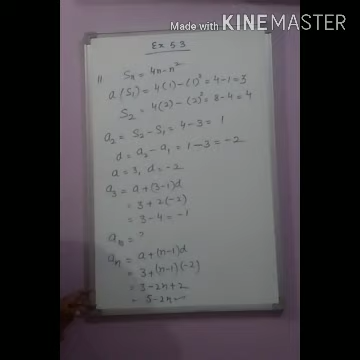 Made with KINEMASTER
Ex 5.3
11 Sn = 4n - n²
a (S₁) = 4(1) - (1)² = 4 - 1 = 3
S₂ = 4(2) - (2)² = 8 - 4 = 4
a₂ = S₂ - S₁ = 4 - 3 = 1
d = a₂ - a₁ = 1 - 3 = -2
a = 3, d = -2
a₃ = a + (3-1)d
= 3 + 2(-2)
= 3 - 4 = -1
an = ?
an = a + (n-1)d
= 3 + (n-1)(-2)
= 3 - 2n + 2
= 5 - 2n